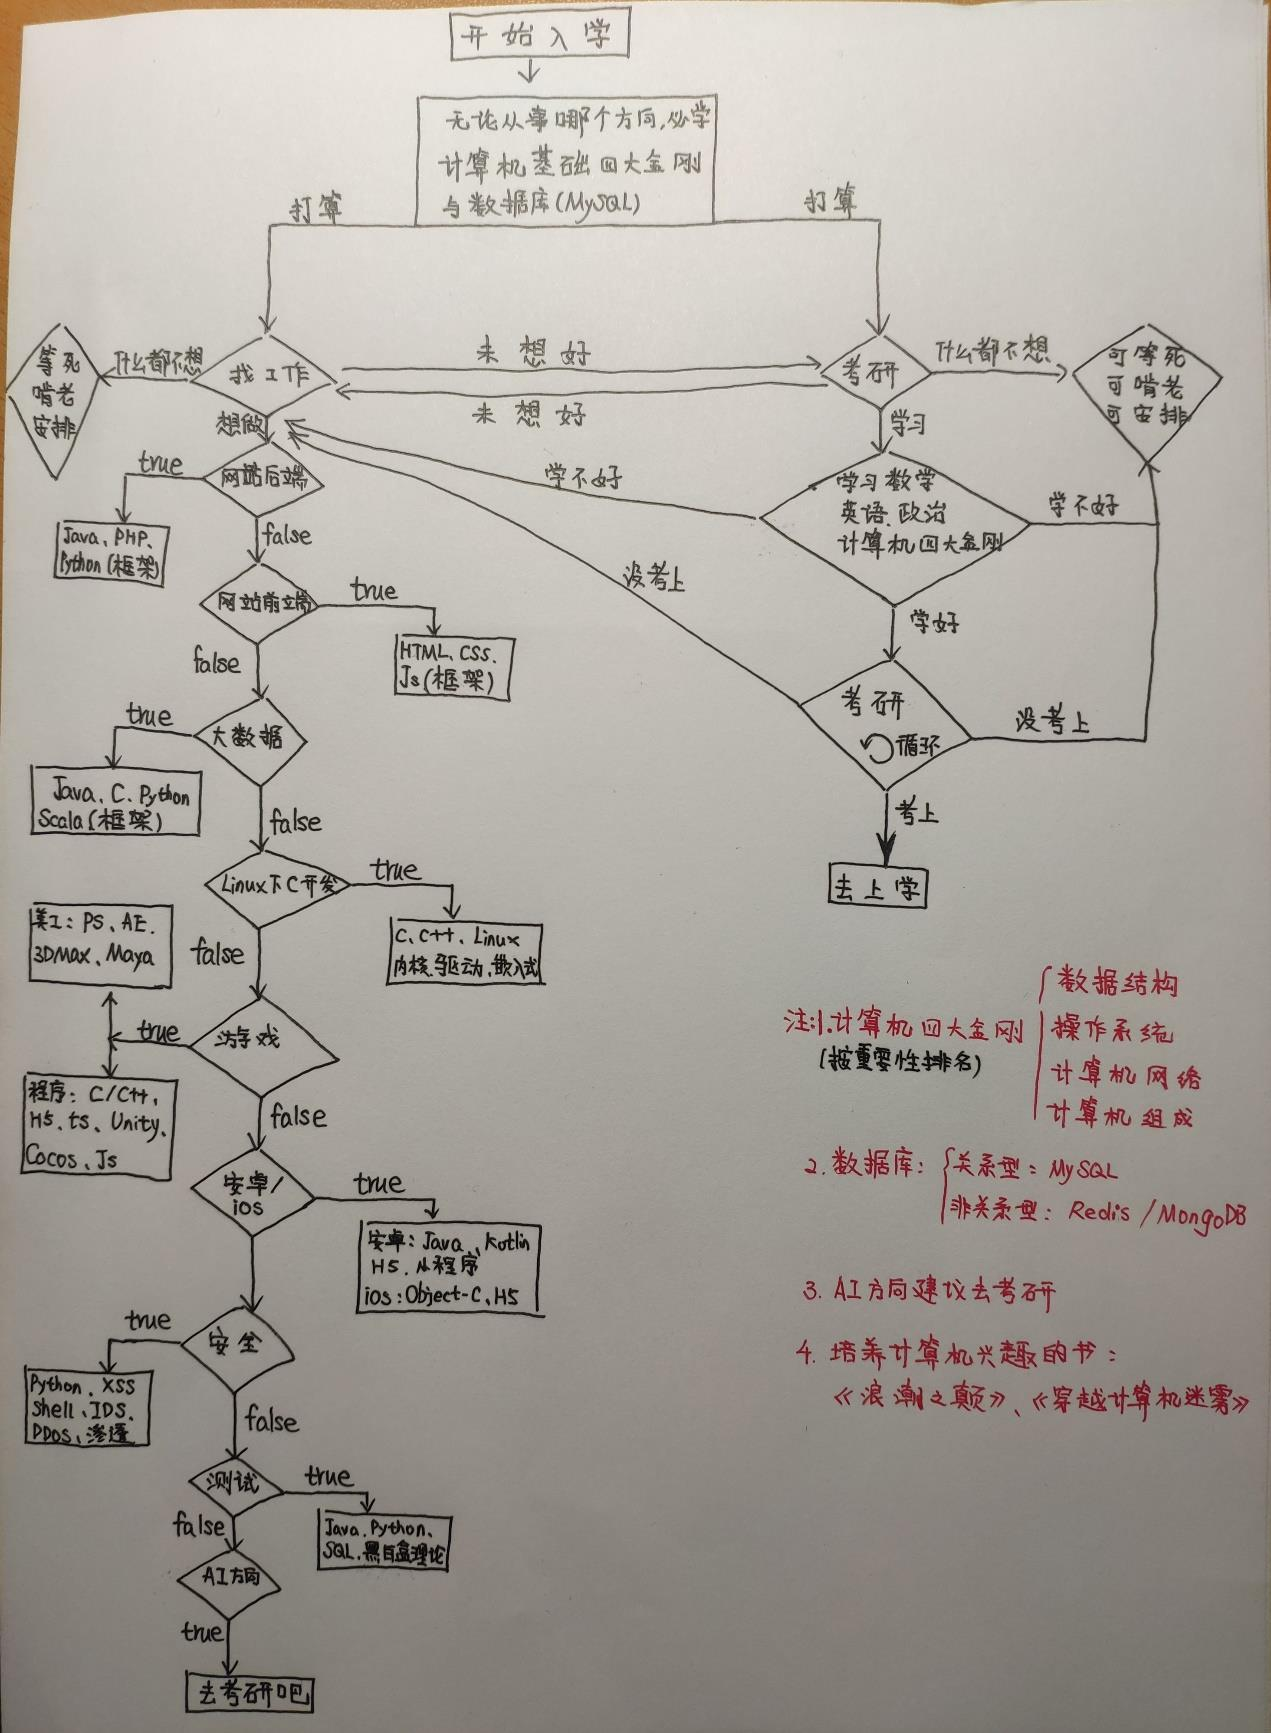 开始入学
无论从事哪个方向,必学
计算机基础四大金刚
与数据库(MySQL)
打算
打算
等死
啃老
安排
什么都不想
找工作
未想好
未想好
考研
什么都不想
可等死
可啃老
可安排
想做
学习
true
网站后端
学不好
学习数学
英语.政治
计算机四大金刚
学不好
Java、PHP、
Python(框架)
false
网站前端
true
没考上
学好
HTML、CSS、
Js(框架)
false
考研
循环
没考上
true
大数据
Java、C、Python
Scala(框架)
false
考上
去上学
Linux下C开发
true
美工:PS、AE.
3DMax、Maya
false
C、C++、Linux
内核.驱动.嵌入式
true
游戏
程序:C/C++,
H5.ts、Unity、
Cocos、Js
false
安卓/
ios
true
安卓:Java、Kotlin
H5.小程序
ios:Object-C、H5
true
安全
Python、XSS
Shell、IDS.
DDOS、渗透
false
测试
true
false
Java.Python、
SQL.黑白盒理论
AI方向
true
去考研吧
注:1.计算机四大金刚
(按重要性排名)
数据结构
操作系统
计算机网络
计算机组成
2.数据库:
关系型:MySQL
非关系型:Redis/MongoDB
3.AI方向建议去考研
4.培养计算机兴趣的书:
《浪潮之颠》、《穿越计算机迷雾》